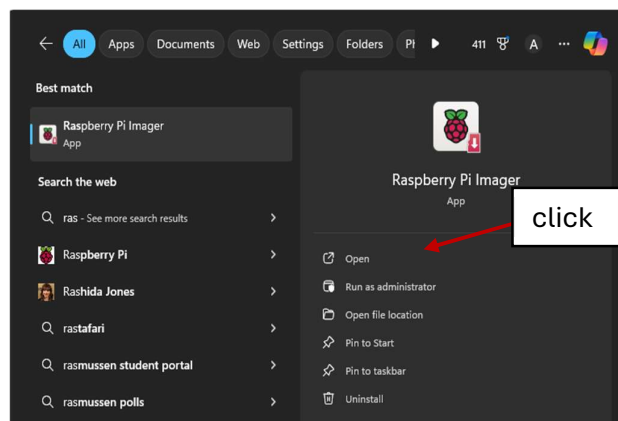 All Apps Documents Web Settings Folders 411 A ...
Best match
Raspberry Pi Imager
App
Search the web
ras - See more search results
Raspberry Pi
Rashida Jones
rastafari
rasmussen student portal
rasmussen polls
Raspberry Pi Imager
App
click
Open
Run as administrator
Open file location
Pin to Start
Pin to taskbar
Uninstall